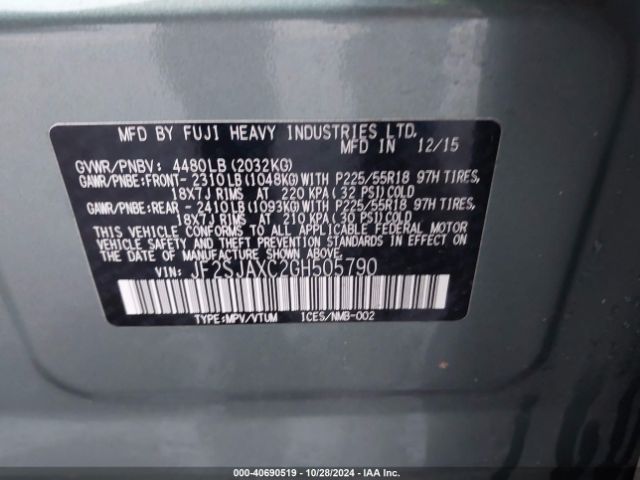 MFD BY FUJI HEAVY INDUSTRIES LTD.
MFD IN 12/15
GVWR/PNBV: 4480LB (2032KG)
GAWR/PNBE:FRONT- 2310LB(1048KG)WITH P225/55R18 97H TIRES,
18X7J RIMS AT 220 KPA(32 PSI)COLD
GAWR/PNBE:REAR - 2410LB(1093KG)WITH P225/55R18 97H TIRES,
18X7J RIMS AT 210 KPA(30 PSI)COLD
THIS VEHICLE CONFORMS TO ALL APPLICABLE FEDERAL MOTOR
VEHICLE SAFETY AND THEFT PREVENTION STANDARDS IN EFFECT ON
THE DATE OF MANUFACTURE SHOWN ABOVE.
VIN: JF2SJAXC2GH505790
TYPE:MPV/VTUM ICES/NMB-002
000-40690519 - 10/28/2024 - IAA Inc.